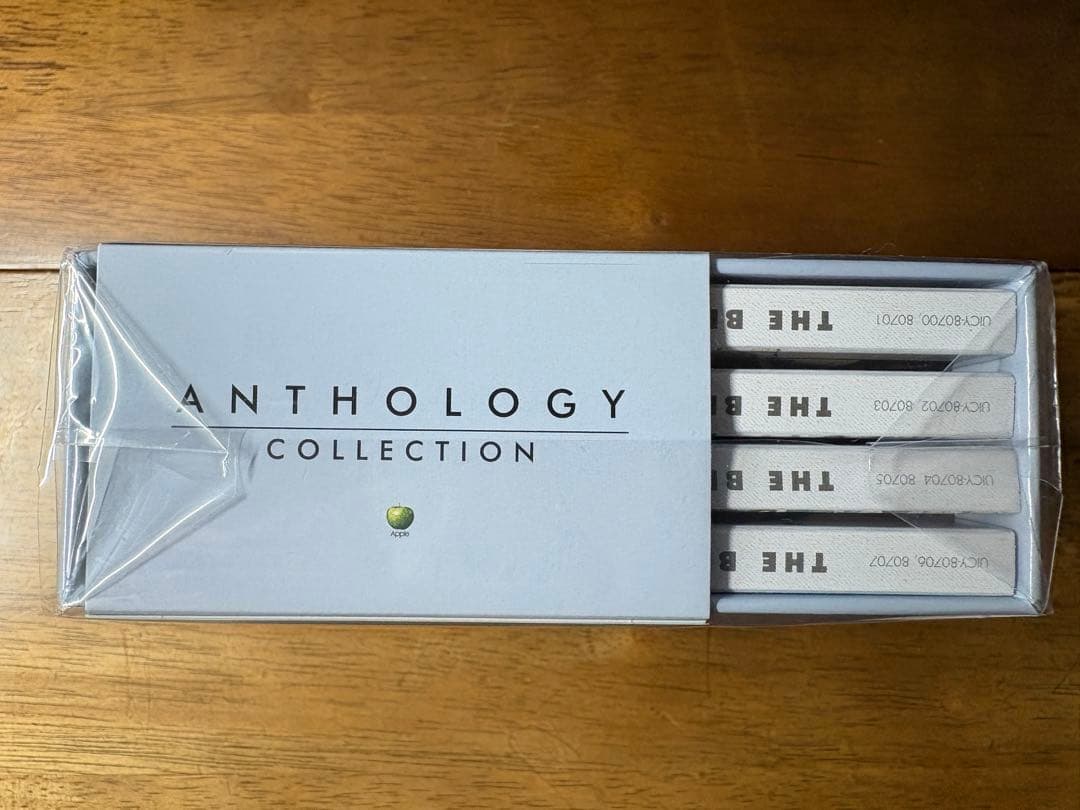 ANTHOLOGY
COLLECTION
Apple
THE B
UICY-80700, 80701
THE B
UICY-80702, 80703
THE B
UICY-80704, 80705
THE B
UICY-80706, 80707